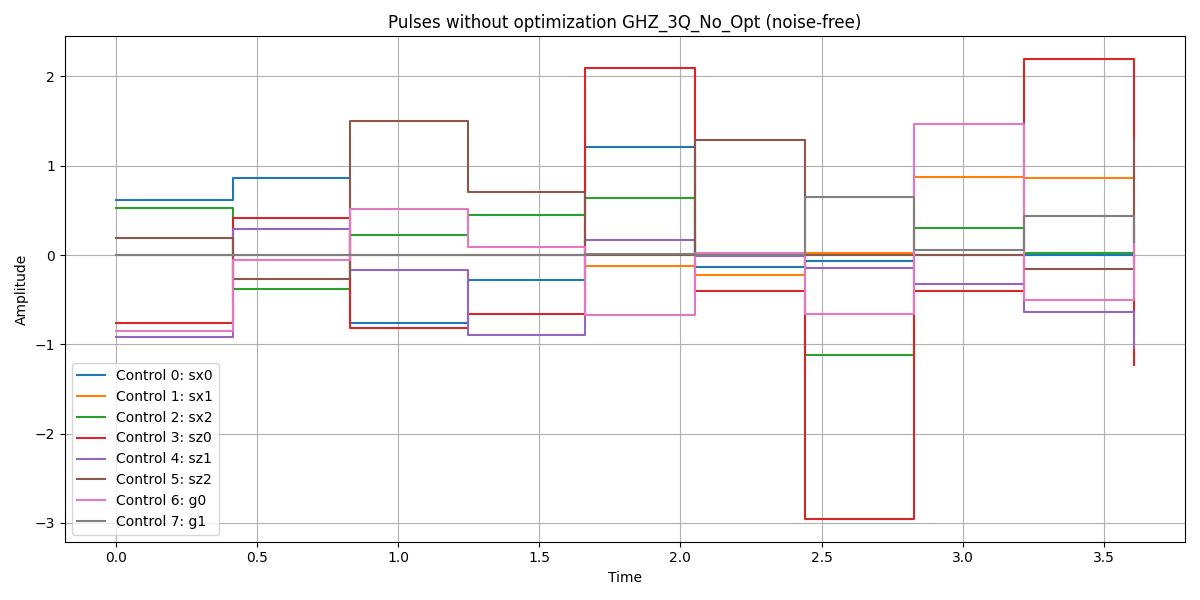 Pulses without optimization GHZ_3Q_No_Opt (noise-free)
2
1
0
−1
−2
−3
Amplitude
Control 0: sx0
Control 1: sx1
Control 2: sx2
Control 3: sz0
Control 4: sz1
Control 5: sz2
Control 6: g0
Control 7: g1
0.0 0.5 1.0 1.5 2.0 2.5 3.0 3.5
Time